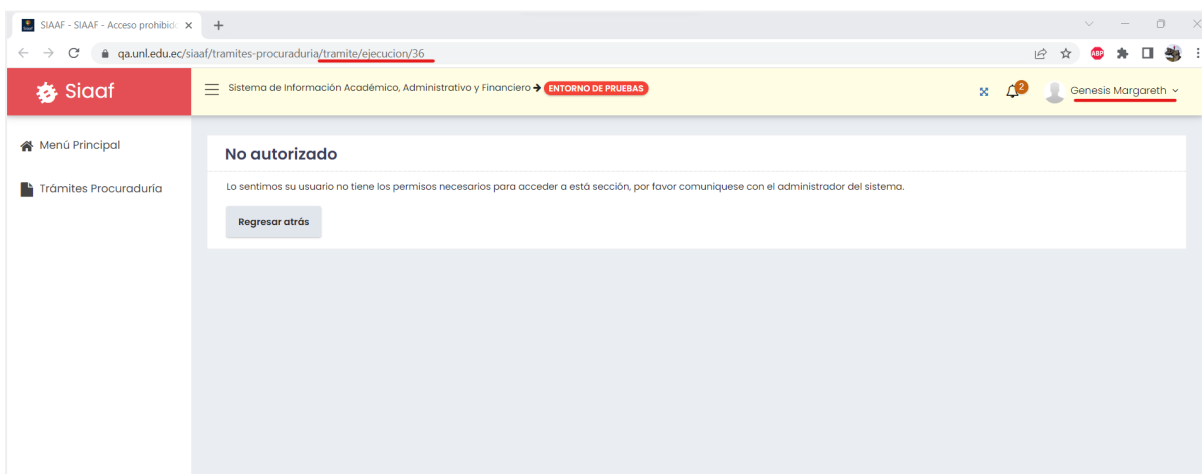 SIAAF - SIAAF - Acceso prohibido
qa.unl.edu.ec/siaaf/tramites-procuraduria/tramite/ejecucion/36
ABP
Siaaf
Sistema de Información Académico, Administrativo y Financiero → ENTORNO DE PRUEBAS
2
Genesis Margareth
Menú Principal
No autorizado
Trámites Procuraduría
Lo sentimos su usuario no tiene los permisos necesarios para acceder a está sección, por favor comuniquese con el administrador del sistema.
Regresar atrás